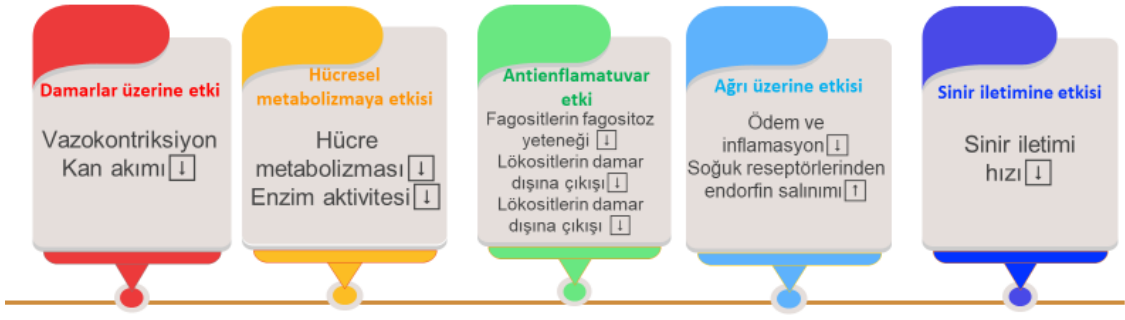 Damarlar üzerine etki
Vazokontriksiyon
Kan akımı ↓
Hücresel
metabolizmaya etkisi
Hücre
metabolizması ↓
Enzim aktivitesi ↓
Antienflamatuvar
etki
Fagositlerin fagositoz
yeteneği ↓
Lökositlerin damar
dışına çıkışı ↓
Lökositlerin damar
dışına çıkışı ↓
Ağrı üzerine etkisi
Ödem ve
inflamasyon ↓
Soğuk reseptörlerinden
endorfin salınımı ↑
Sinir iletimine etkisi
Sinir iletimi
hızı ↓